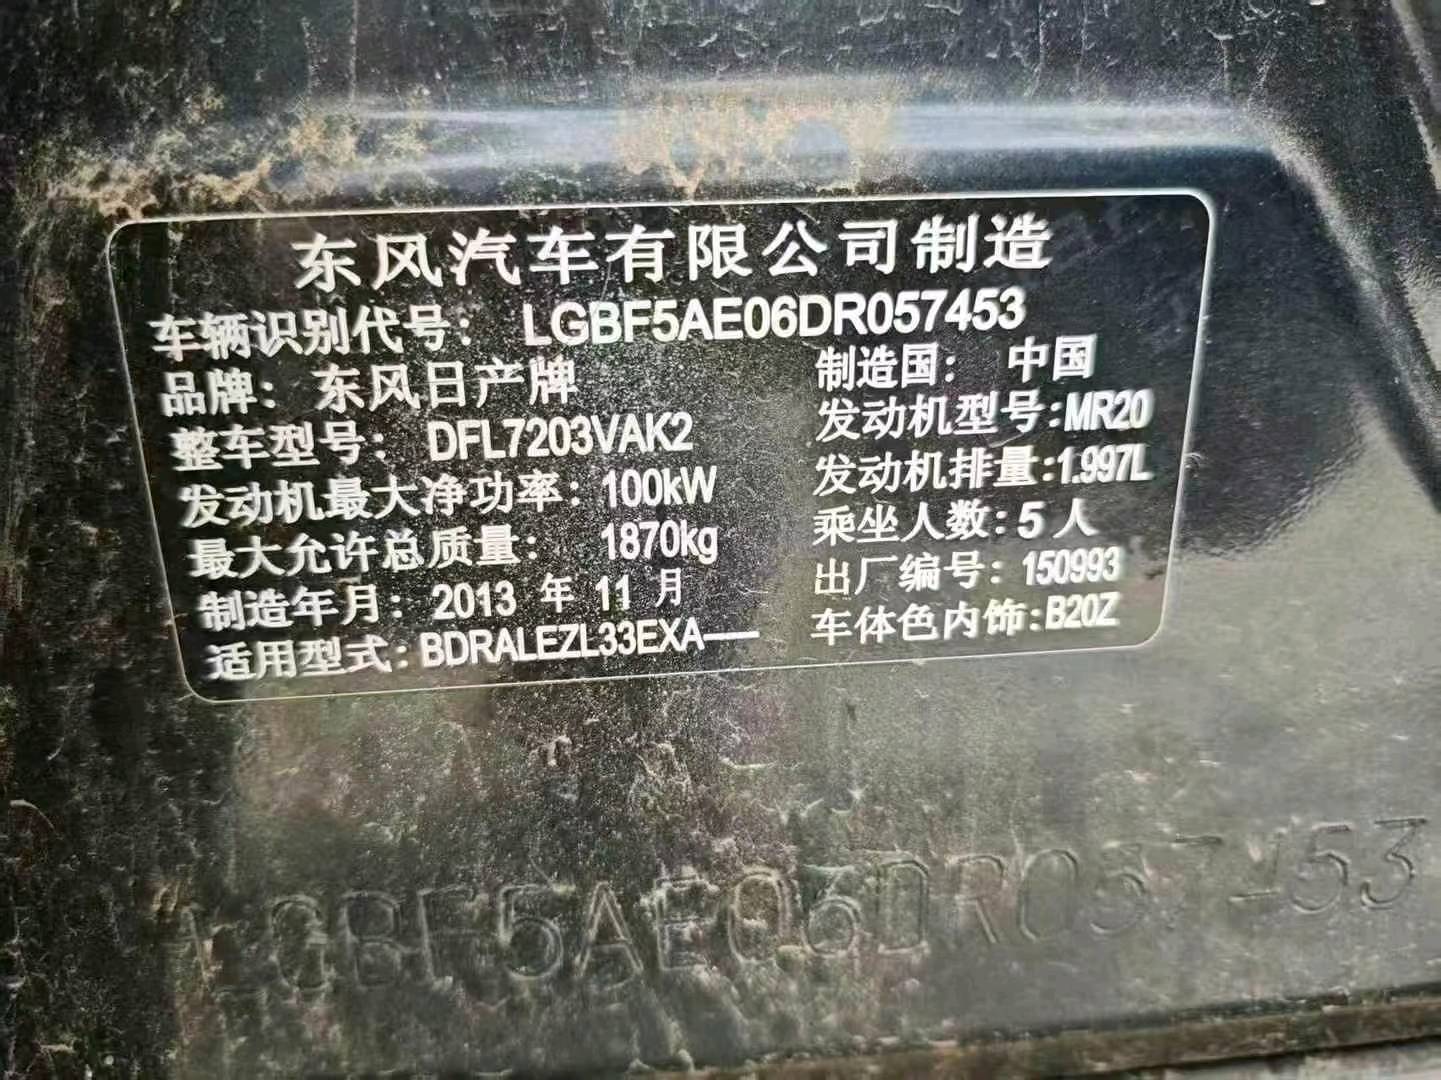 东风汽车有限公司制造
车辆识别代号： LGBF5AE06DR057453
品牌：东风日产牌 制造国：中国
整车型号： DFL7203VAK2 发动机型号:MR20
发动机最大净功率：100kW 发动机排量:1.997L
最大允许总质量： 1870kg 乘坐人数:5人
制造年月：2013 年 11 月 出厂编号：150993
适用型式：BDRALEZL33EXA—— 车体色内饰:B20Z
LGBF5AE06DR057453